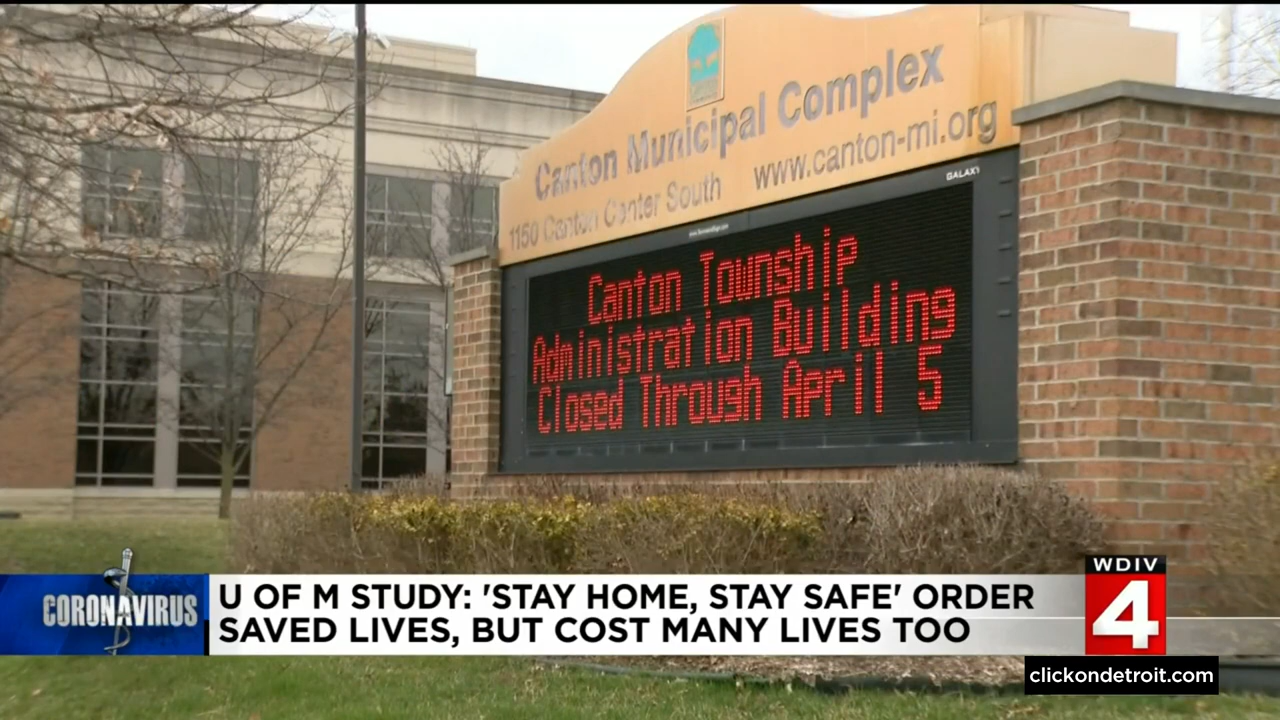 Canton Municipal Complex
1150 Canton Center South
www.canton-mi.org
GALAXY
Canton Township
Administration Building
Closed Through April 5
CORONAVIRUS
U OF M STUDY: 'STAY HOME, STAY SAFE' ORDER
SAVED LIVES, BUT COST MANY LIVES TOO
WDIV
4
clickondetroit.com